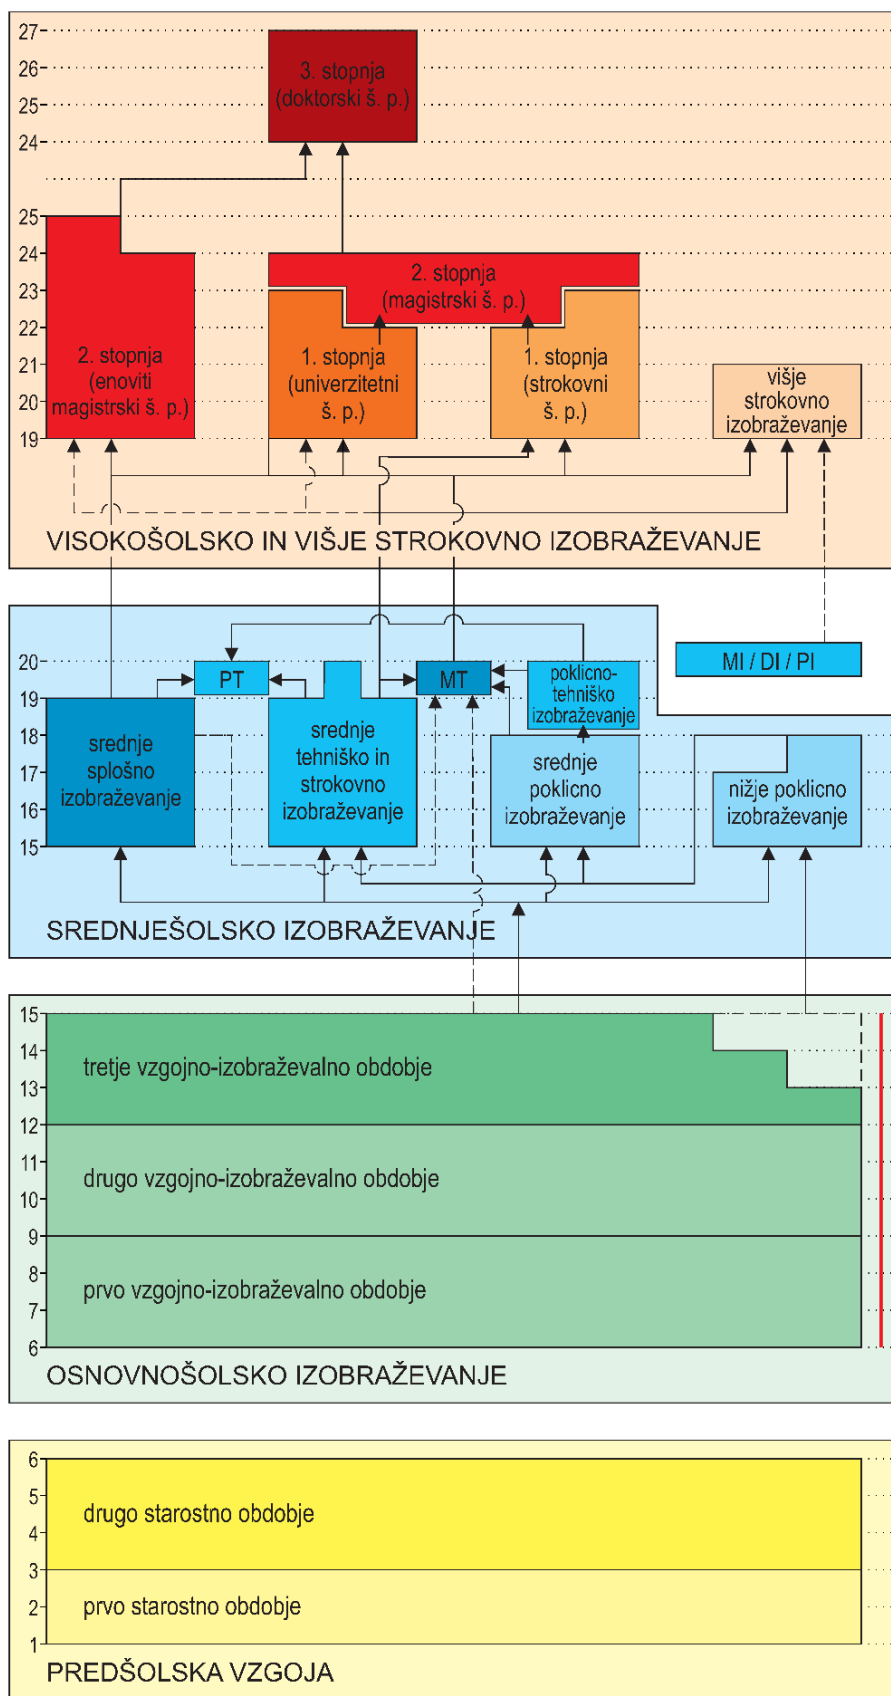 27
26
25
24
3. stopnja
(doktorski š. p.)
25
24
23
22
21
20
19
2. stopnja
(enoviti
magistrski š. p.)
2. stopnja
(magistrski š. p.)
1. stopnja
(univerzitetni
š. p.)
1. stopnja
(strokovni
š. p.)
višje
strokovno
izobraževanje
VISOKOŠOLSKO IN VIŠJE STROKOVNO IZOBRAŽEVANJE
MI / DI / PI
20
19
18
17
16
15
PT
MT
poklicno-
tehniško
izobraževanje
srednje
splošno
izobraževanje
srednje
tehniško in
strokovno
izobraževanje
srednje
poklicno
izobraževanje
nižje poklicno
izobraževanje
SREDNJEŠOLSKO IZOBRAŽEVANJE
15
14
13
12
11
10
9
8
7
6
tretje vzgojno-izobraževalno obdobje
drugo vzgojno-izobraževalno obdobje
prvo vzgojno-izobraževalno obdobje
OSNOVNOŠOLSKO IZOBRAŽEVANJE
6
5
4
3
2
1
drugo starostno obdobje
prvo starostno obdobje
PREDŠOLSKA VZGOJA